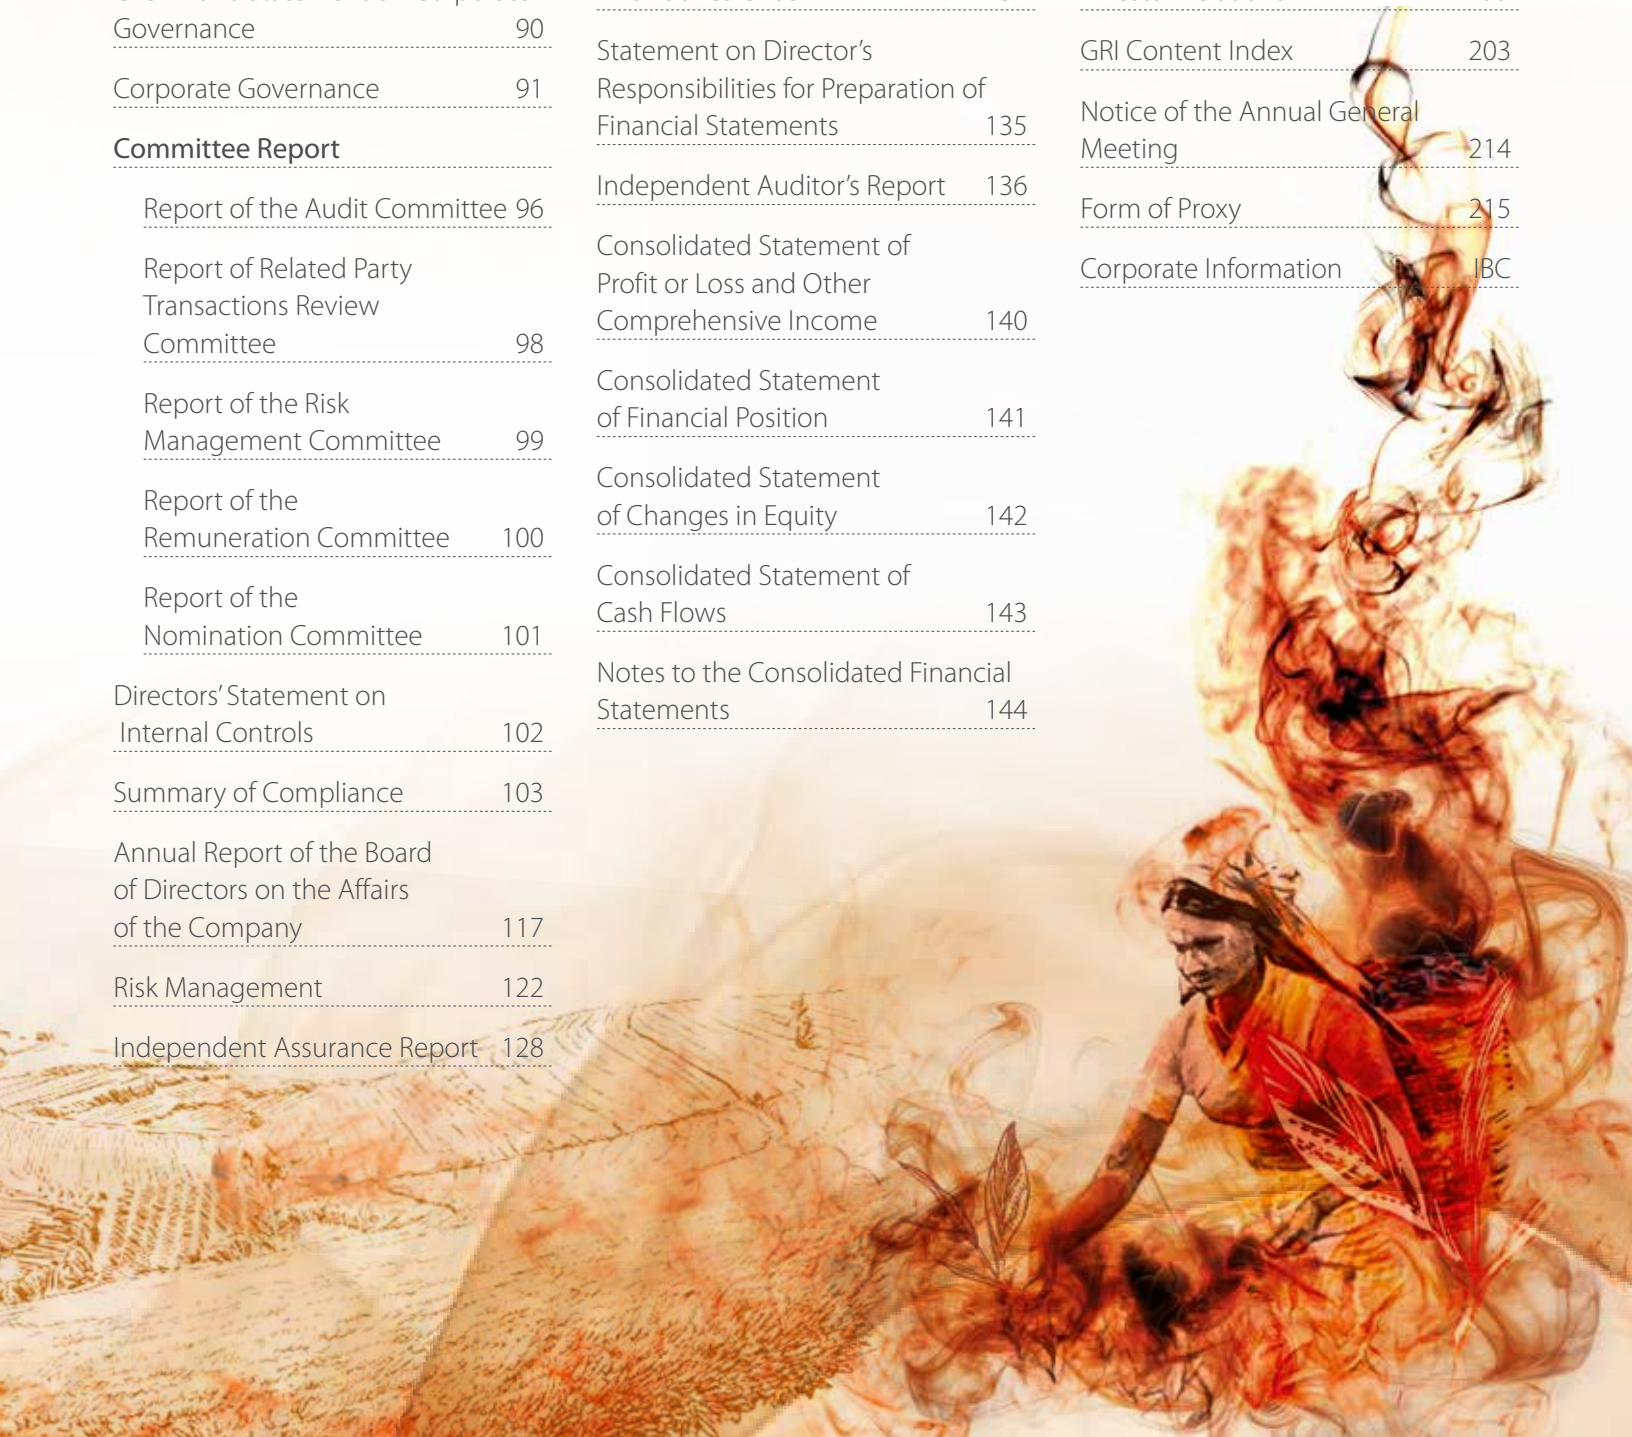 Governance 90
Corporate Governance 91
Committee Report
Report of the Audit Committee 96
Report of Related Party
Transactions Review
Committee 98
Report of the Risk
Management Committee 99
Report of the
Remuneration Committee 100
Report of the
Nomination Committee 101
Directors’ Statement on
Internal Controls 102
Summary of Compliance 103
Annual Report of the Board
of Directors on the Affairs
of the Company 117
Risk Management 122
Independent Assurance Report 128
Statement on Director’s
Responsibilities for Preparation of
Financial Statements 135
Independent Auditor’s Report 136
Consolidated Statement of
Profit or Loss and Other
Comprehensive Income 140
Consolidated Statement
of Financial Position 141
Consolidated Statement
of Changes in Equity 142
Consolidated Statement of
Cash Flows 143
Notes to the Consolidated Financial
Statements 144
GRI Content Index 203
Notice of the Annual General
Meeting 214
Form of Proxy 215
Corporate Information IBC